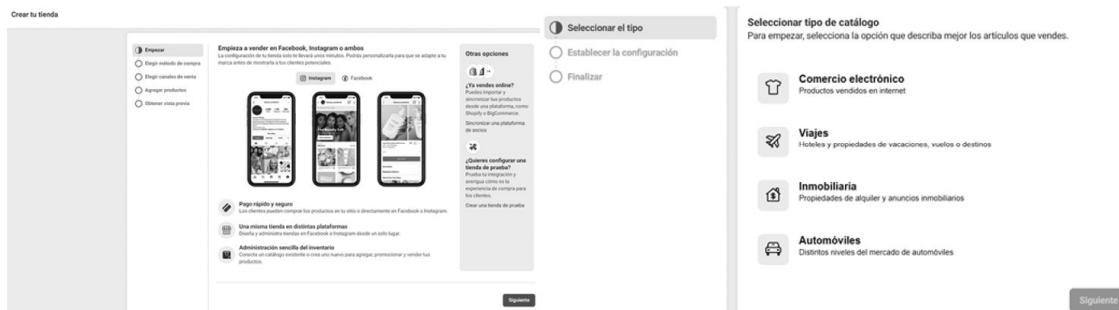 Crear tu tienda
Empezar
Elegir método de compra
Elegir canales de venta
Agregar productos
Obtener vista previa
Empieza a vender en Facebook, Instagram o ambos
La configuración de tu tienda solo te llevará unos minutos. Podrás personalizarla para que se adapte a tu
marca antes de mostrarla a tus clientes potenciales.
Instagram
Facebook
Pago rápido y seguro
Los clientes pueden comprar los productos en tu sitio o directamente en Facebook o Instagram.
Una misma tienda en distintas plataformas
Diseña y administra tiendas en Facebook e Instagram desde un solo lugar.
Administración sencilla del inventario
Conecta un catálogo existente o crea uno nuevo para agregar, promocionar y vender tus
productos.
Otras opciones
¿Ya vendes online?
Puedes importar y
sincronizar tus productos
desde una plataforma, como
Shopify o BigCommerce.
Sincronizar una plataforma
de socios
¿Quieres configurar una
tienda de prueba?
Prueba tu integración y
averigua cómo es la
experiencia de compra para
los clientes.
Crear una tienda de prueba
Siguiente
Seleccionar el tipo
Establecer la configuración
Finalizar
Seleccionar tipo de catálogo
Para empezar, selecciona la opción que describa mejor los artículos que vendes.
Comercio electrónico
Productos vendidos en internet
Viajes
Hoteles y propiedades de vacaciones, vuelos o destinos
Inmobiliaria
Propiedades de alquiler y anuncios inmobiliarios
Automóviles
Distintos niveles del mercado de automóviles
Siguiente